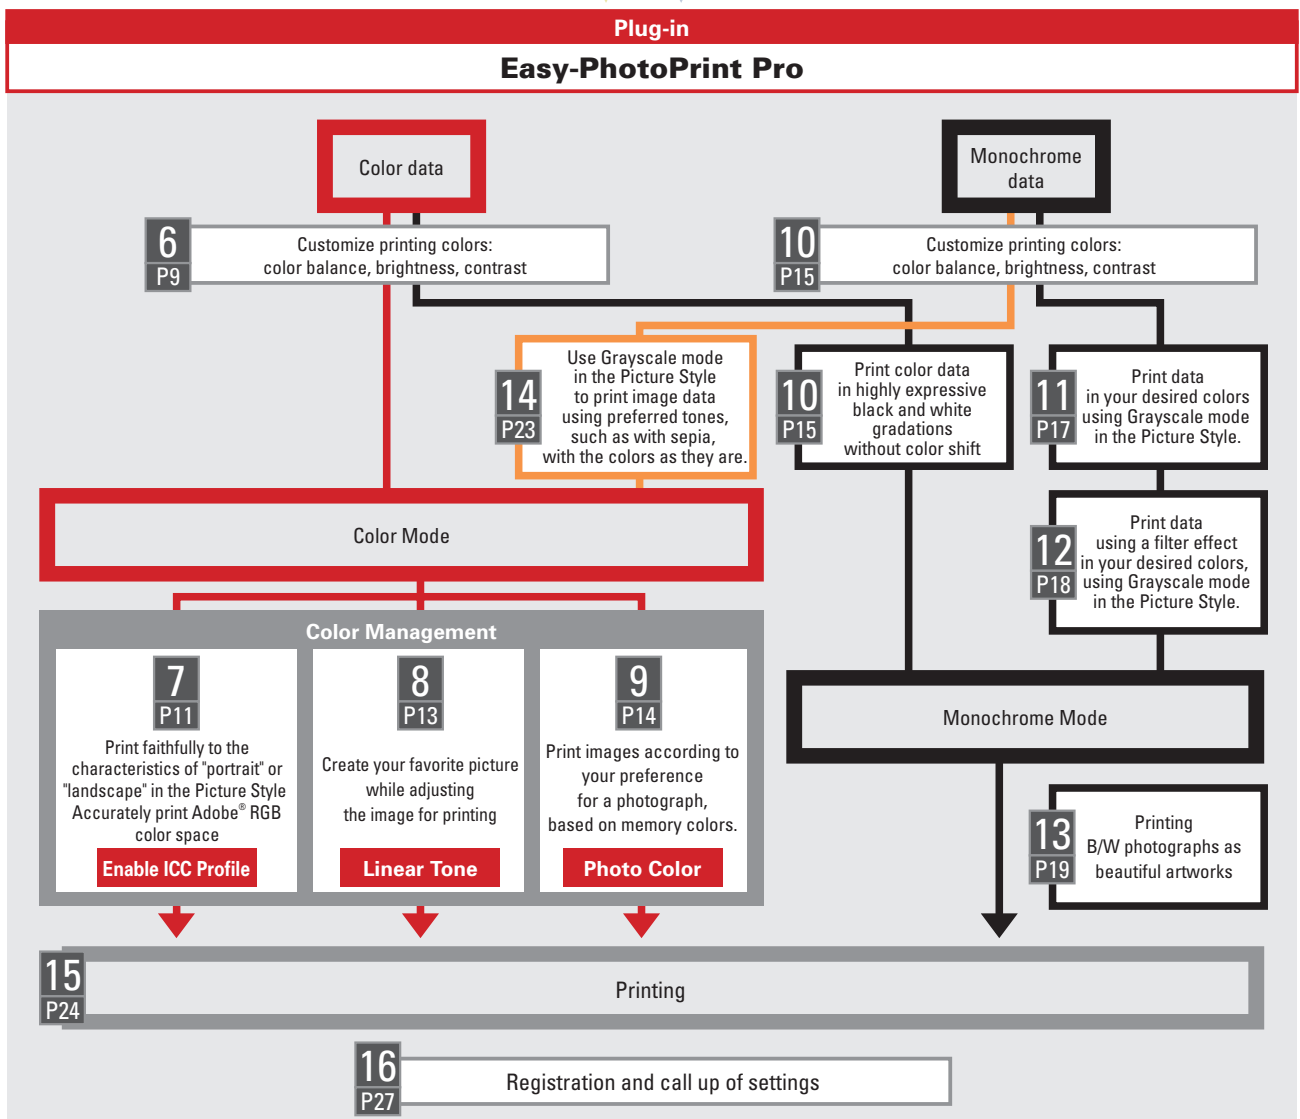 Plug-in
Easy-PhotoPrint Pro
Color data
Monochrome
data
6
P9
Customize printing colors:
color balance, brightness, contrast
10
P15
Customize printing colors:
color balance, brightness, contrast
14
P23
Use Grayscale mode
in the Picture Style
to print image data
using preferred tones,
such as with sepia,
with the colors as they are.
10
P15
Print color data
in highly expressive
black and white
gradations
without color shift
11
P17
Print data
in your desired colors
using Grayscale mode
in the Picture Style.
12
P18
Print data
using a filter effect
in your desired colors,
using Grayscale mode
in the Picture Style.
Color Mode
Color Management
7
P11
Print faithfully to the
characteristics of "portrait" or
"landscape" in the Picture Style
Accurately print Adobe® RGB
color space
Enable ICC Profile
8
P13
Create your favorite picture
while adjusting
the image for printing
Linear Tone
9
P14
Print images according to
your preference
for a photograph,
based on memory colors.
Photo Color
Monochrome Mode
13
P19
Printing
B/W photographs as
beautiful artworks
15
P24
Printing
16
P27
Registration and call up of settings